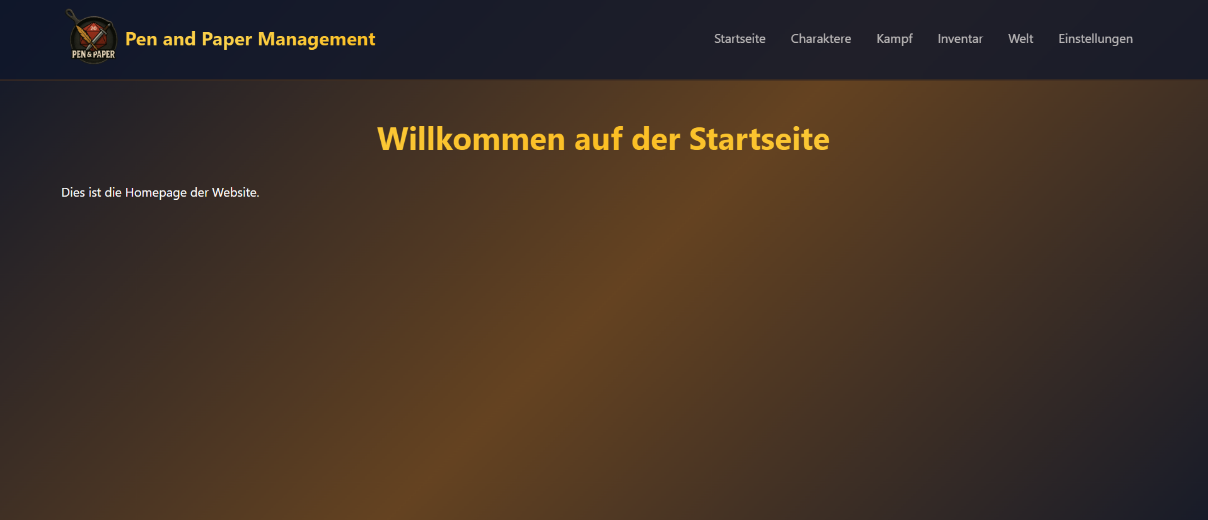 PEN & PAPER
Pen and Paper Management
Startseite Charaktere Kampf Inventar Welt Einstellungen
Willkommen auf der Startseite
Dies ist die Homepage der Website.